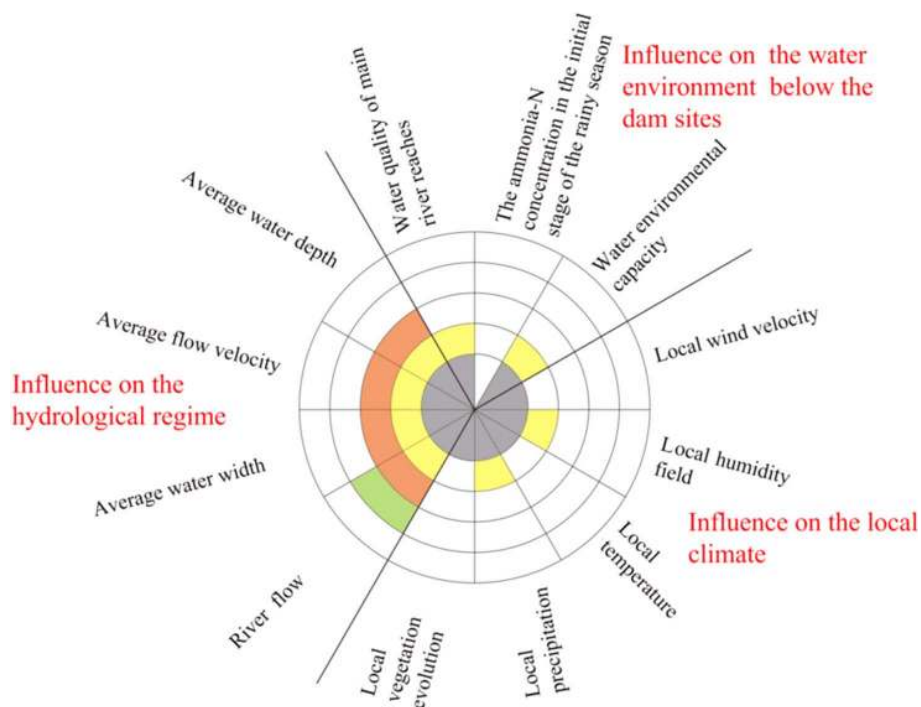 Influence on the water
environment below the
dam sites
Water quality of main
river reaches
The ammonia-N
concentration in the initial
stage of the rainy season
Water environmental
capacity
Average water depth
Average flow velocity
Local wind velocity
Influence on the
hydrological regime
Average water width
Local humidity
field
Influence on the local
climate
Local
temperature
River flow
Local
vegetation
evolution
Local
precipitation